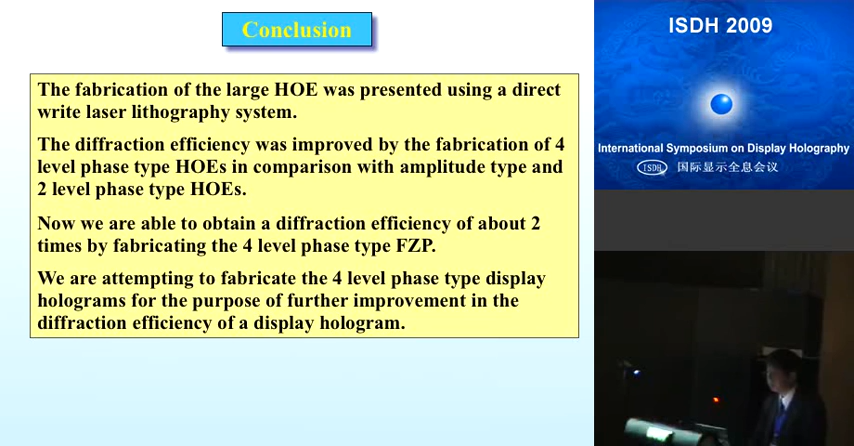 Conclusion
The fabrication of the large HOE was presented using a direct
write laser lithography system.
The diffraction efficiency was improved by the fabrication of 4
level phase type HOEs in comparison with amplitude type and
2 level phase type HOEs.
Now we are able to obtain a diffraction efficiency of about 2
times by fabricating the 4 level phase type FZP.
We are attempting to fabricate the 4 level phase type display
holograms for the purpose of further improvement in the
diffraction efficiency of a display hologram.
ISDH 2009
International Symposium on Display Holography
ISDH 国际显示全息会议